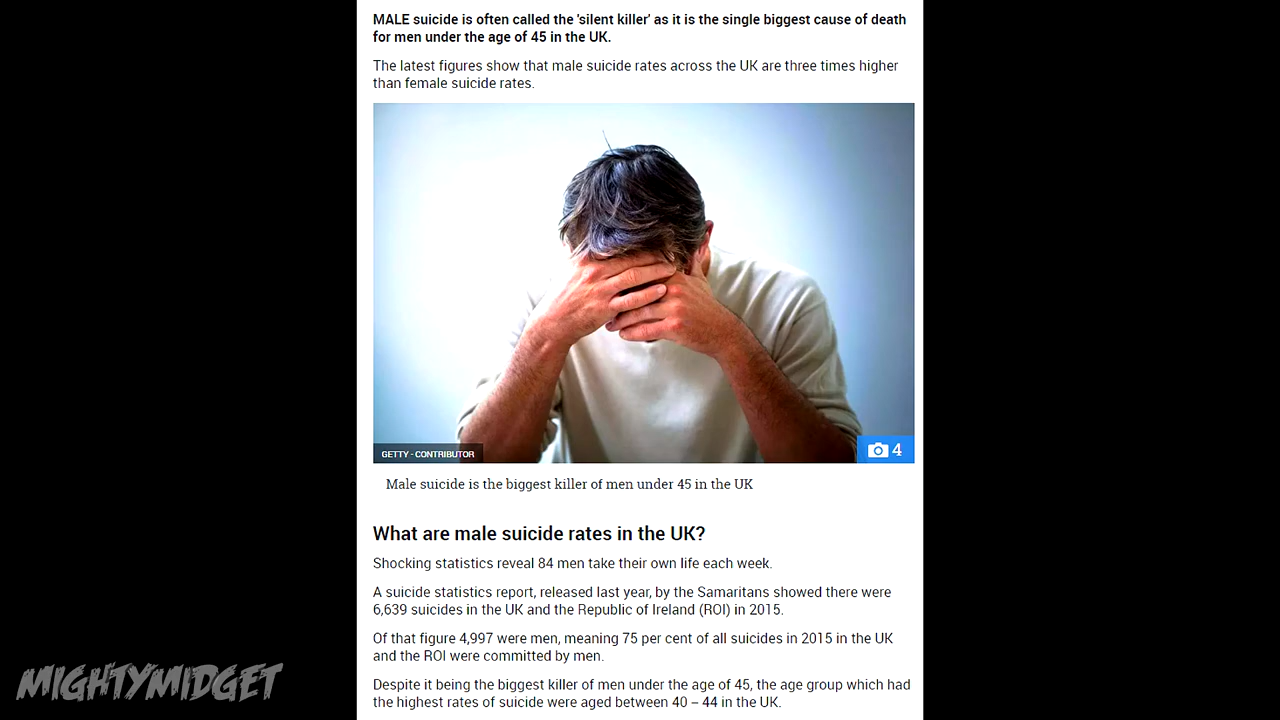 MALE suicide is often called the 'silent killer' as it is the single biggest cause of death
for men under the age of 45 in the UK.
The latest figures show that male suicide rates across the UK are three times higher
than female suicide rates.
GETTY - CONTRIBUTOR
4
Male suicide is the biggest killer of men under 45 in the UK
What are male suicide rates in the UK?
Shocking statistics reveal 84 men take their own life each week.
A suicide statistics report, released last year, by the Samaritans showed there were
6,639 suicides in the UK and the Republic of Ireland (ROI) in 2015.
Of that figure 4,997 were men, meaning 75 per cent of all suicides in 2015 in the UK
and the ROI were committed by men.
Despite it being the biggest killer of men under the age of 45, the age group which had
the highest rates of suicide were aged between 40 – 44 in the UK.
MIGHTYMIDGET